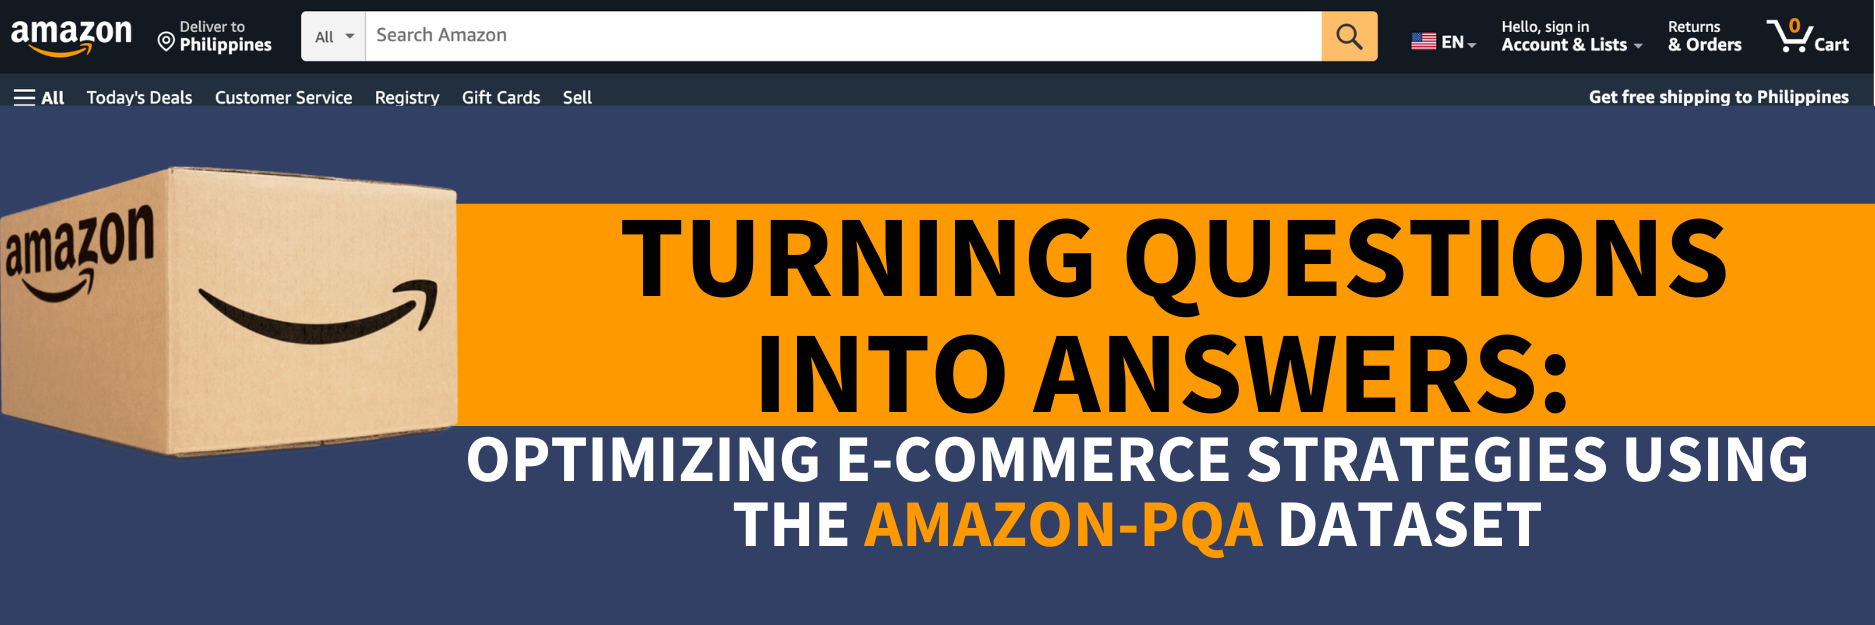 amazon
Deliver to
Philippines
All
Search Amazon
EN
Hello, sign in
Account & Lists
Returns
& Orders
0
Cart
All
Today's Deals
Customer Service
Registry
Gift Cards
Sell
Get free shipping to Philippines
amazon
TURNING QUESTIONS
INTO ANSWERS:
OPTIMIZING E-COMMERCE STRATEGIES USING
THE AMAZON-PQA DATASET